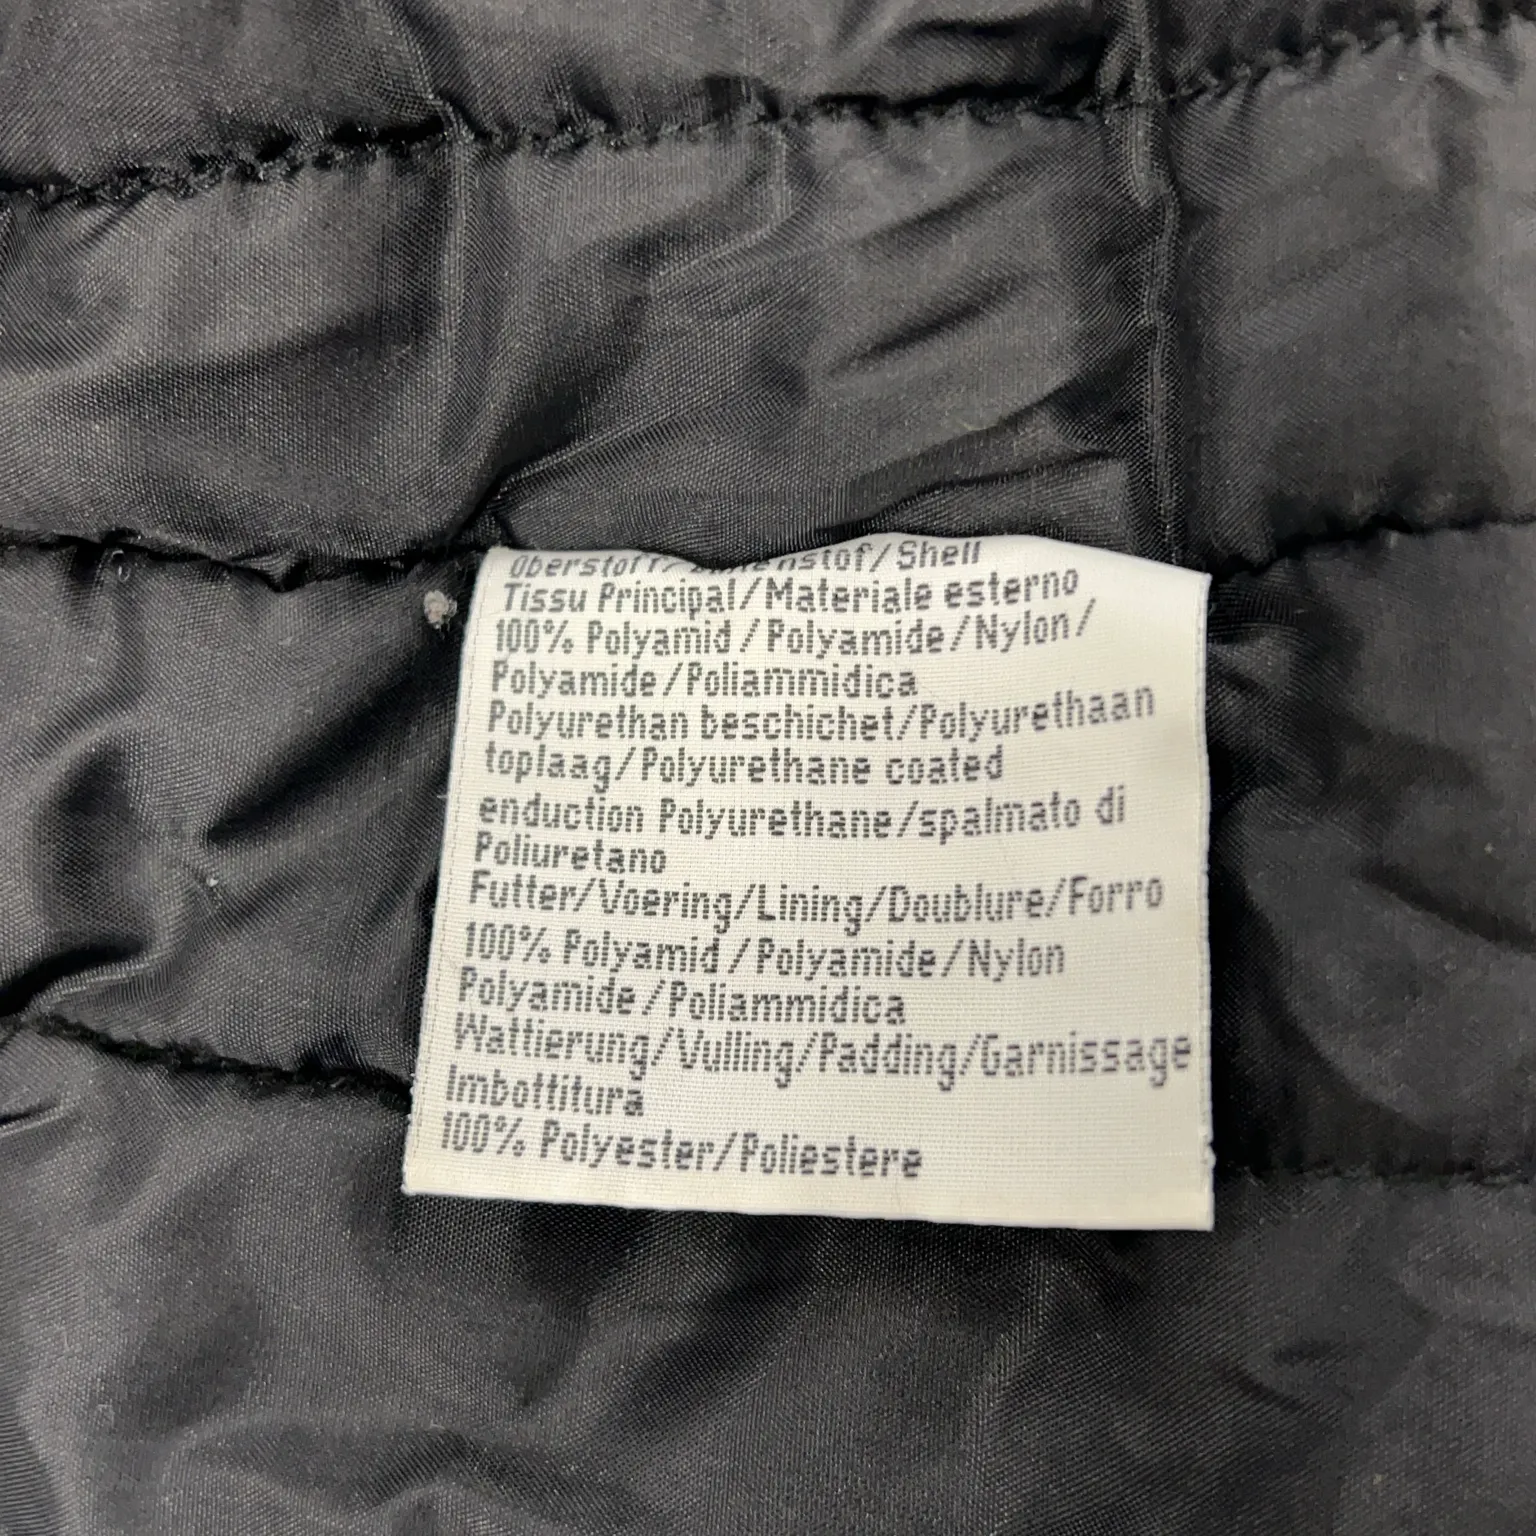 Oberstoff/ /Shell
Tissu Principal/Materiale esterno
100% Polyamid/Polyamide/Nylon/
Polyamide/Poliammidica
Polyurethan beschichet/Polyurethaan
toplaag/Polyurethane coated
enduction Polyurethane/spalmato di
Poliuretano
Futter/Voering/Lining/Doublure/Forro
100% Polyamid/Polyamide/Nylon
Polyamide/Poliammidica
Wattierung/Vulling/Padding/Garnissage
Imbottitura
100% Polyester/Poliestere